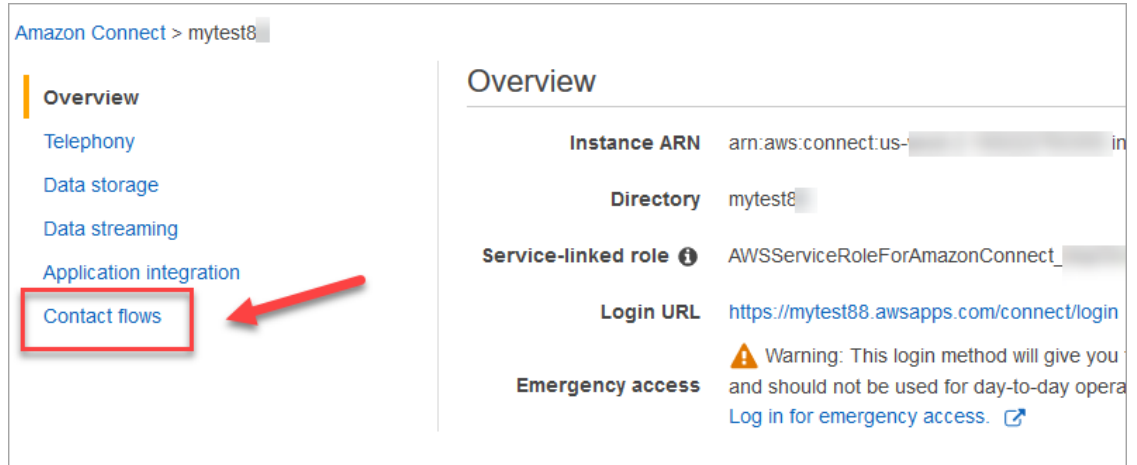 Amazon Connect > mytest8
Overview
Telephony
Data storage
Data streaming
Application integration
Contact flows
Overview
Instance ARN arn:aws:connect:us- in
Directory mytest8
Service-linked role AWSServiceRoleForAmazonConnect_
Login URL https://mytest88.awsapps.com/connect/login
Emergency access
Warning: This login method will give you
and should not be used for day-to-day opera
Log in for emergency access.